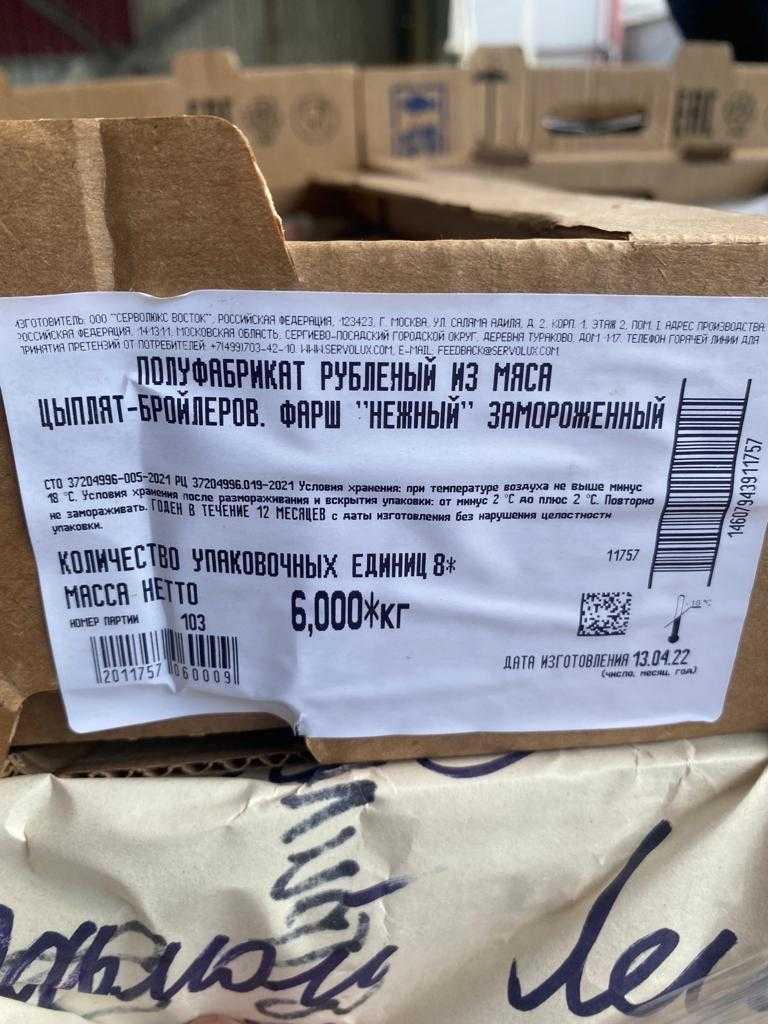 ЕАС
ЕАС
ИЗГОТОВИТЕЛЬ: ООО "СЕРВОЛЮКС ВОСТОК", РОССИЙСКАЯ ФЕДЕРАЦИЯ, 123423, Г. МОСКВА, УЛ. САЛЯМА АДИЛЯ, Д. 2, КОРП. 1, ЭТАЖ 2, ПОМ. I. АДРЕС ПРОИЗВОДСТВА:
РОССИЙСКАЯ ФЕДЕРАЦИЯ, 141311, МОСКОВСКАЯ ОБЛАСТЬ, СЕРГИЕВО-ПОСАДСКИЙ ГОРОДСКОЙ ОКРУГ, ДЕРЕВНЯ ТУРАКОВО, ДОМ 117. ТЕЛЕФОН ГОРЯЧЕЙ ЛИНИИ ДЛЯ
ПРИНЯТИЯ ПРЕТЕНЗИЙ ОТ ПОТРЕБИТЕЛЕЙ: +7(499)703-42-10. WWW.SERVOLUX.COM, E-MAIL: FEEDBACK@SERVOLUX.COM
ПОЛУФАБРИКАТ РУБЛЕНЫЙ ИЗ МЯСА
ЦЫПЛЯТ-БРОЙЛЕРОВ. ФАРШ "НЕЖНЫЙ" ЗАМОРОЖЕННЫЙ
СТО 37204996-005-2021 РЦ 37204996.019-2021 Условия хранения: при температуре воздуха не выше минус
18 °С. Условия хранения после размораживания и вскрытия упаковки: от минус 2 °С до плюс 2 °С. Повторно
не замораживать. ГОДЕН В ТЕЧЕНИЕ 12 МЕСЯЦЕВ с даты изготовления без нарушения целостности
упаковки.
КОЛИЧЕСТВО УПАКОВОЧНЫХ ЕДИНИЦ 8*
11757
МАССА НЕТТО
6,000*кг
НОМЕР ПАРТИИ 103
2011757060009
14607943911757
-18 °С
ДАТА ИЗГОТОВЛЕНИЯ 13.04.22
(число, месяц, год)